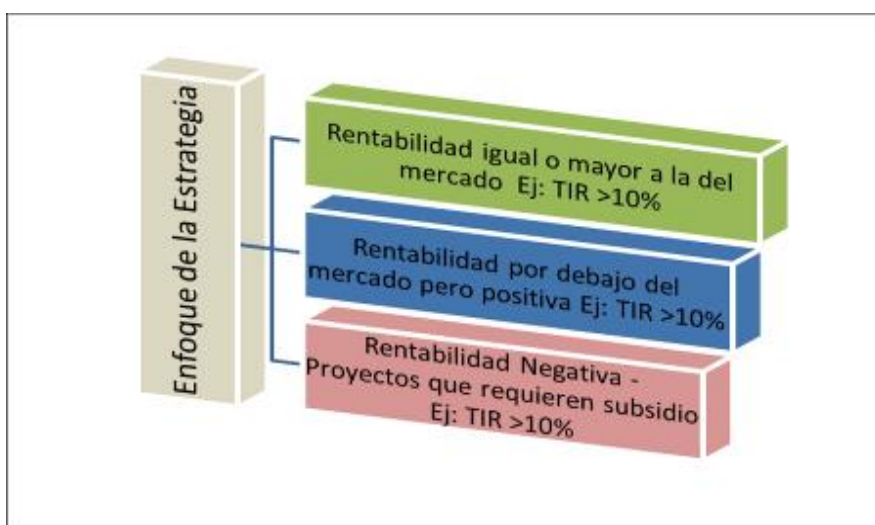 Enfoque de la Estrategia
Rentabilidad igual o mayor a la del
mercado Ej: TIR >10%
Rentabilidad por debajo del
mercado pero positiva Ej: TIR >10%
Rentabilidad Negativa -
Proyectos que requieren subsidio
Ej: TIR >10%